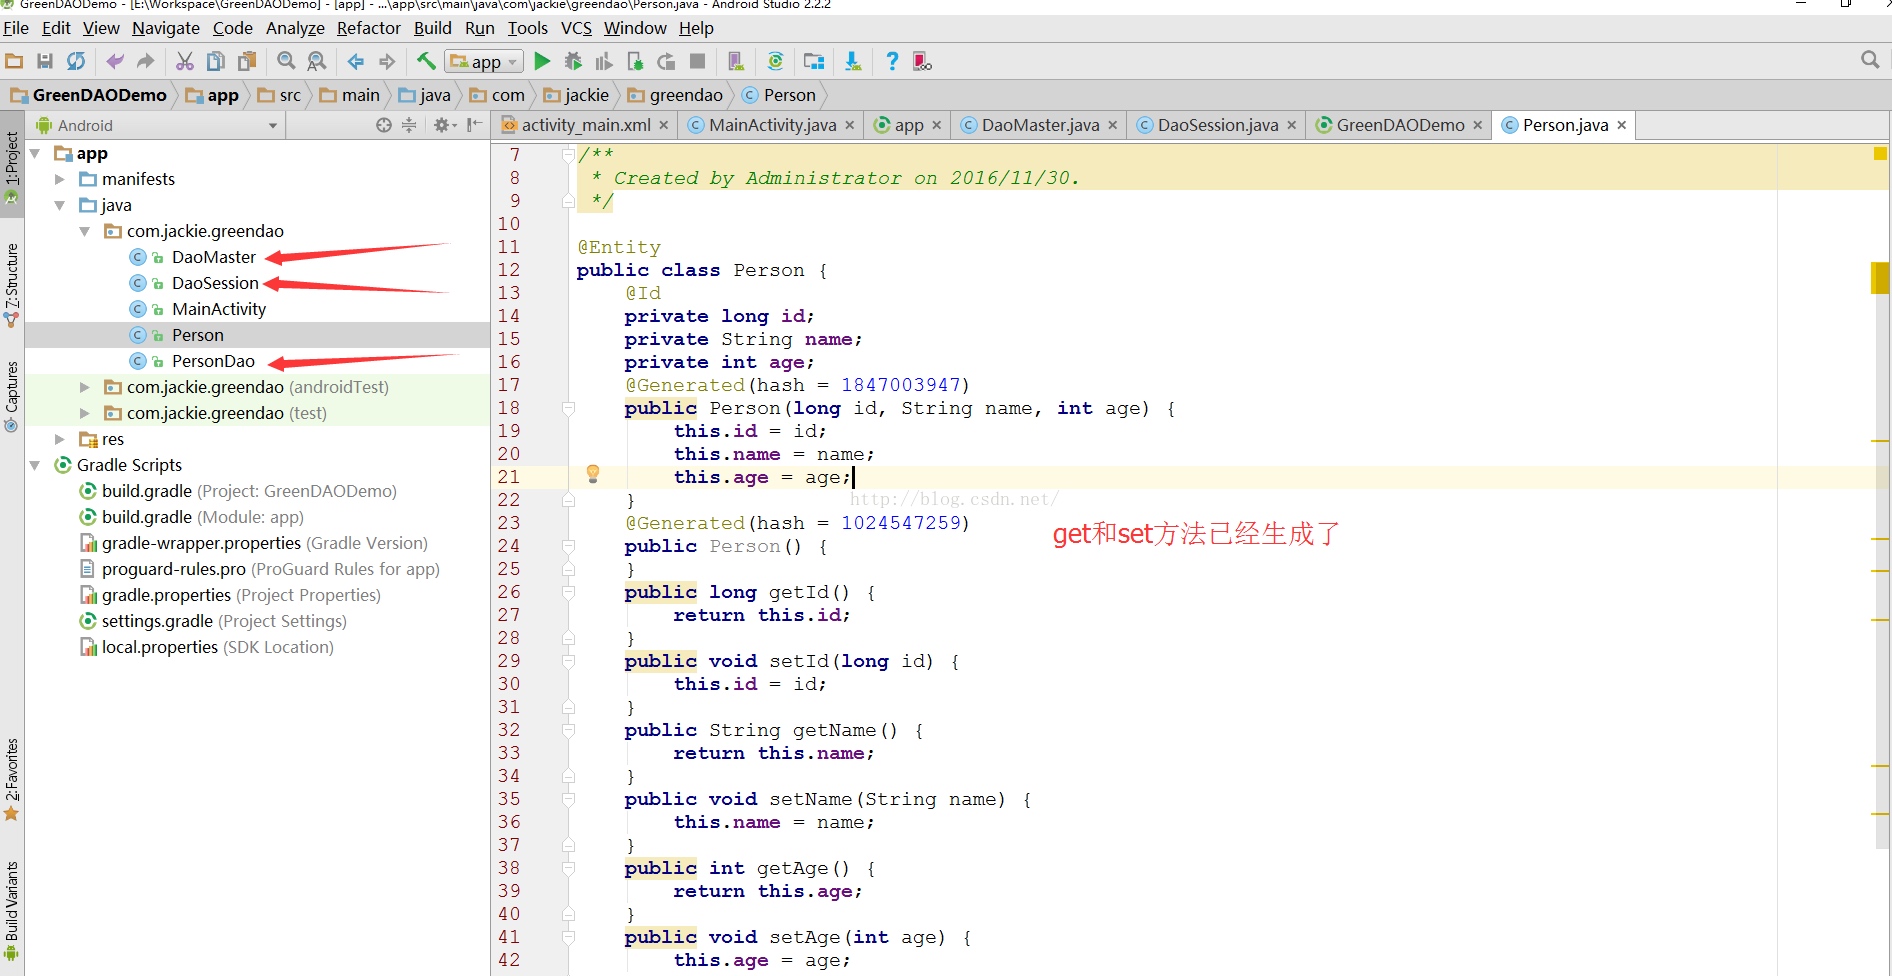 GreenDAODemo - [E:\Workspace\GreenDAODemo] - [app] - ...\app\src\main\java\com\jackie\greendao\Person.java - Android Studio 2.2.2
File Edit View Navigate Code Analyze Refactor Build Run Tools VCS Window Help
app
GreenDAODemo app src main java com jackie greendao Person
Android
activity_main.xml MainActivity.java app DaoMaster.java DaoSession.java GreenDAODemo Person.java
1:Project
7:Structure
Captures
2:Favorites
Build Variants
app
manifests
java
com.jackie.greendao
DaoMaster
DaoSession
MainActivity
Person
PersonDao
com.jackie.greendao (androidTest)
com.jackie.greendao (test)
res
Gradle Scripts
build.gradle (Project: GreenDAODemo)
build.gradle (Module: app)
gradle-wrapper.properties (Gradle Version)
proguard-rules.pro (ProGuard Rules for app)
gradle.properties (Project Properties)
settings.gradle (Project Settings)
local.properties (SDK Location)
7 /**
8 * Created by Administrator on 2016/11/30.
9 */
10
11 @Entity
12 public class Person {
13 @Id
14 private long id;
15 private String name;
16 private int age;
17 @Generated(hash = 1847003947)
18 public Person(long id, String name, int age) {
19 this.id = id;
20 this.name = name;
21 this.age = age;
22 }
http://blog.csdn.net/
23 @Generated(hash = 1024547259)
get和set方法已经生成了
24 public Person() {
25 }
26 public long getId() {
27 return this.id;
28 }
29 public void setId(long id) {
30 this.id = id;
31 }
32 public String getName() {
33 return this.name;
34 }
35 public void setName(String name) {
36 this.name = name;
37 }
38 public int getAge() {
39 return this.age;
40 }
41 public void setAge(int age) {
42 this.age = age;